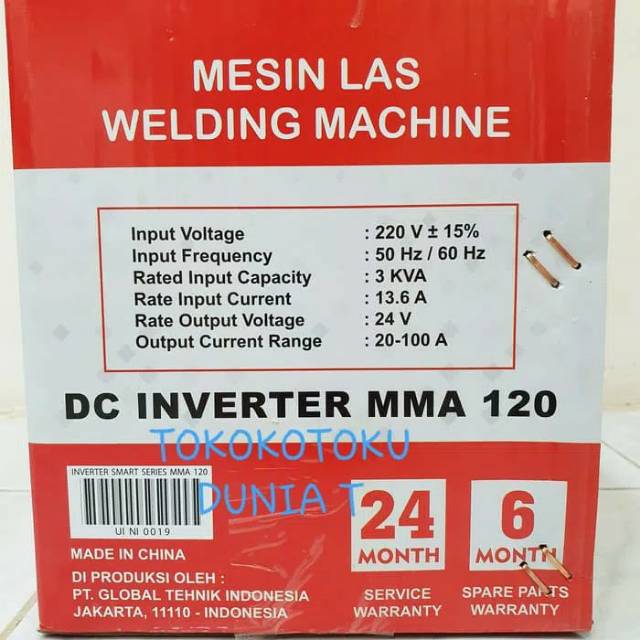 MESIN LAS
WELDING MACHINE
Input Voltage : 220 V ± 15%
Input Frequency : 50 Hz / 60 Hz
Rated Input Capacity : 3 KVA
Rate Input Current : 13.6 A
Rate Output Voltage : 24 V
Output Current Range : 20-100 A
DC INVERTER MMA 120
TOKOKOTOKU
DUNIA T
INVERTER SMART SERIES MMA 120
UI NI 0019
MADE IN CHINA
DI PRODUKSI OLEH :
PT. GLOBAL TEHNIK INDONESIA
JAKARTA, 11110 - INDONESIA
24
MONTH
SERVICE
WARRANTY
6
MONTH
SPARE PARTS
WARRANTY